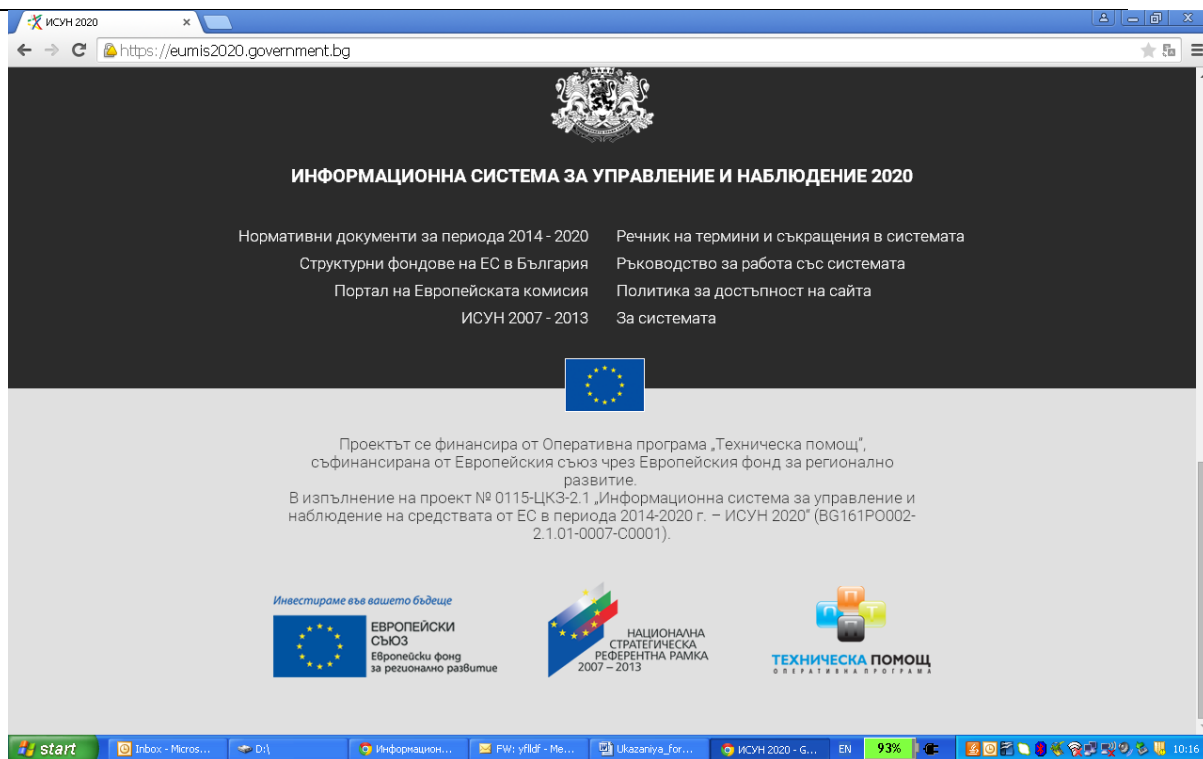 ИСУН 2020
https://eumis2020.government.bg
ИНФОРМАЦИОННА СИСТЕМА ЗА УПРАВЛЕНИЕ И НАБЛЮДЕНИЕ 2020
Нормативни документи за периода 2014 - 2020
Речник на термини и съкращения в системата
Структурни фондове на ЕС в България
Ръководство за работа със системата
Портал на Европейската комисия
Политика за достъпност на сайта
ИСУН 2007 - 2013
За системата
Проектът се финансира от Оперативна програма „Техническа помощ”,
съфинансирана от Европейския съюз чрез Европейския фонд за регионално
развитие.
В изпълнение на проект № 0115-ЦКЗ-2.1 „Информационна система за управление и
наблюдение на средствата от ЕС в периода 2014-2020 г. – ИСУН 2020” (BG161PO002-
2.1.01-0007-C0001).
Инвестираме във вашето бъдеще
ЕВРОПЕЙСКИ
СЪЮЗ
Европейски фонд
за регионално развитие
НАЦИОНАЛНА
СТРАТЕГИЧЕСКА
РЕФЕРЕНТНА РАМКА
2007 – 2013
П
П Т
П
ТЕХНИЧЕСКА ПОМОЩ
ОПЕРАТИВНА ПРОГРАМА
start
Inbox - Micros...
D:\
Информацион...
FW: yflldf - Me...
Ukazaniya_for...
ИСУН 2020 - G...
EN
93%
10:16